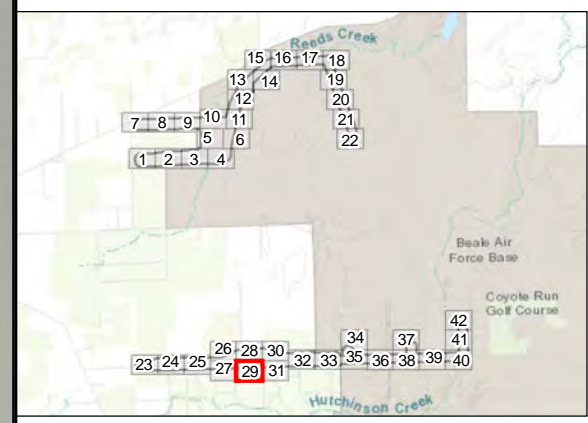 Reeds Creek
15 16 17 18
13 14 19
12 20
7 8 9 10 11 21
5 6 22
1 2 3 4
Beale Air
Force Base
Coyote Run
Golf Course
42
34 37 41
26 28 30
23 24 25 32 33 35 36 38 39 40
27 29 31
Hutchinson Creek